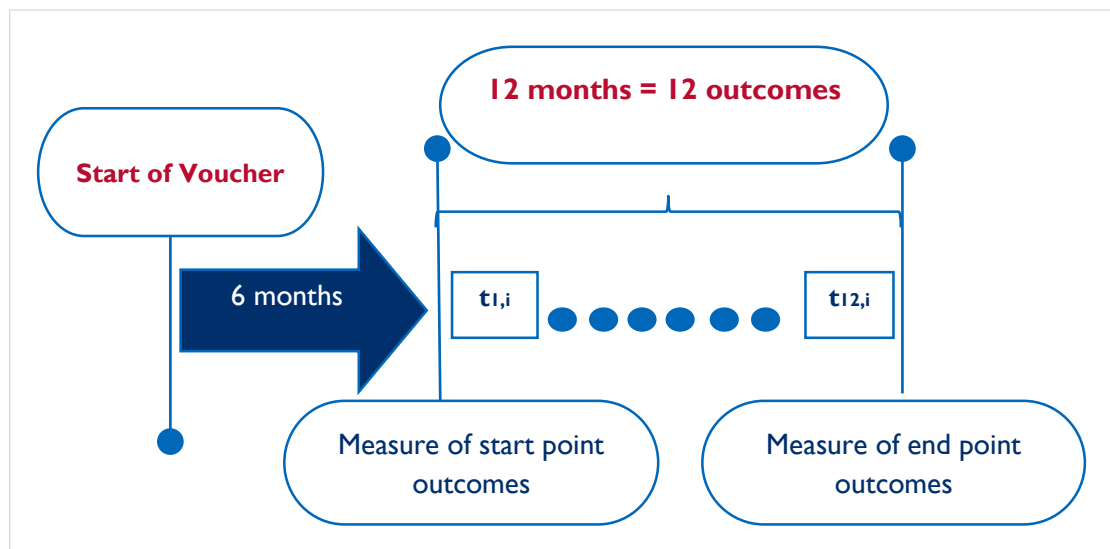 12 months = 12 outcomes
Start of Voucher
6 months
t1,i
t12,i
Measure of start point
outcomes
Measure of end point
outcomes